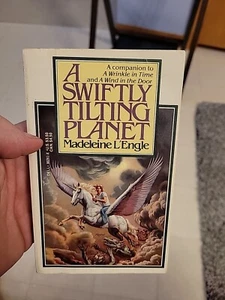 A companion to
A Wrinkle in Time
and A Wind in the Door
A
SWIFTLY
TILTING
PLANET
Madeleine L'Engle